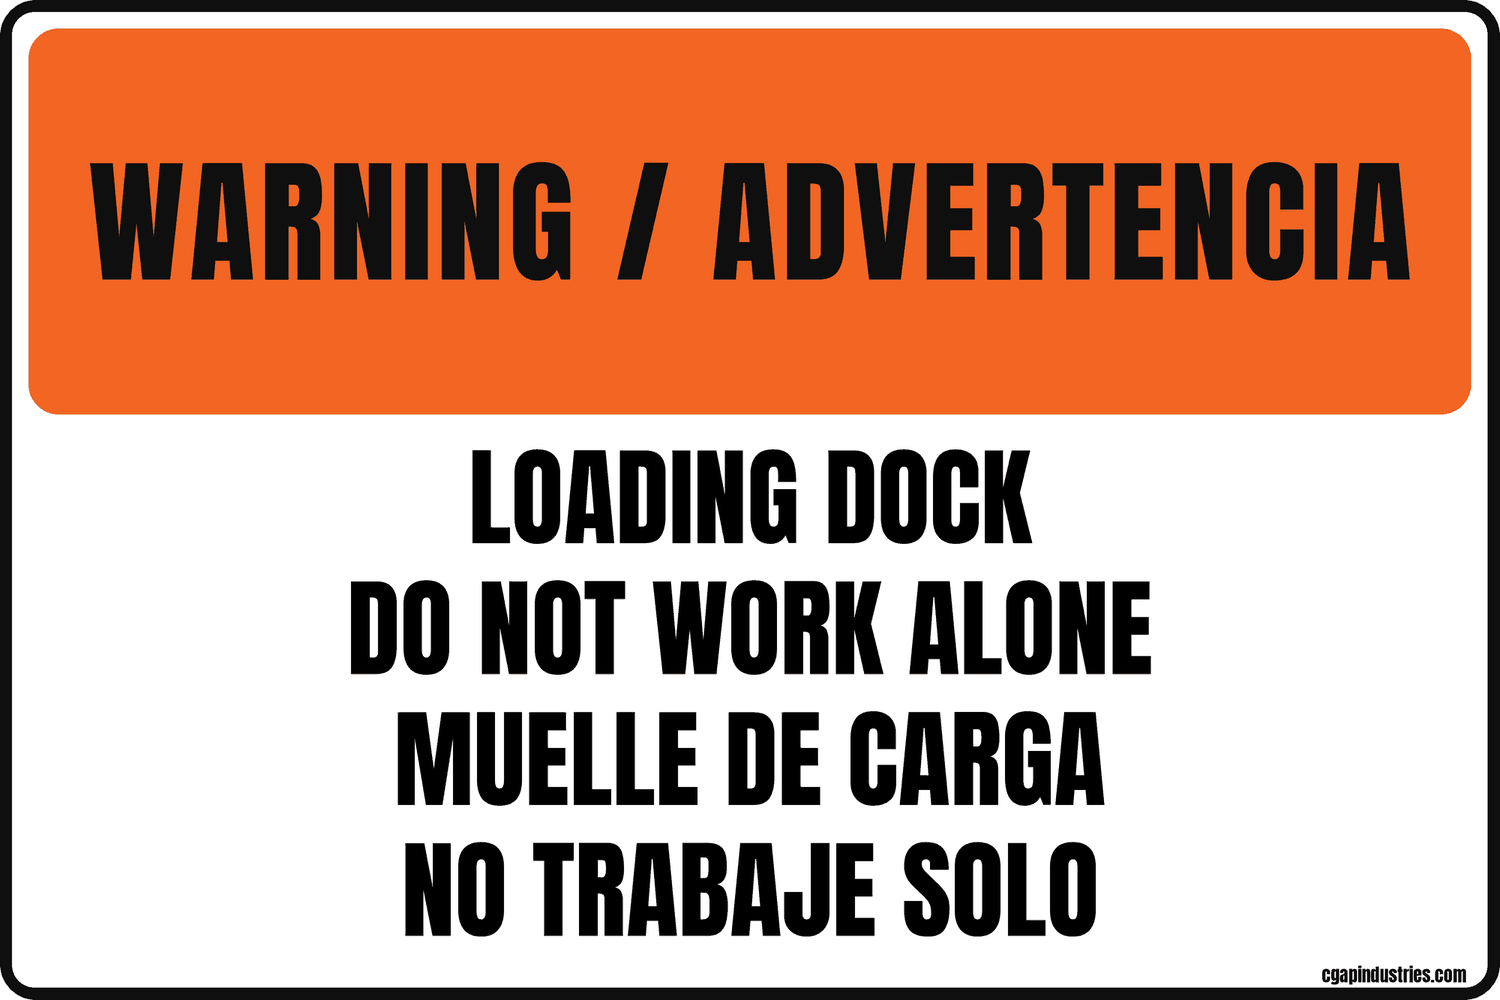 WARNING / ADVERTENCIA
LOADING DOCK
DO NOT WORK ALONE
MUELLE DE CARGA
NO TRABAJE SOLO
cgapindustries.com